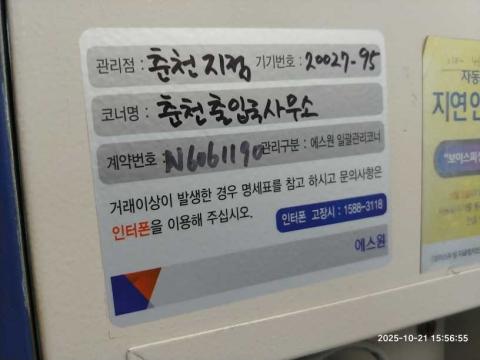 관리점 : 춘천지점 기기번호 : 20027-95
코너명 : 춘천출입국사무소
계약번호 : N6061190 관리구분 : 에스원 일괄관리코너
거래이상이 발생한 경우 명세표를 참고 하시고 문의사항은
인터폰을 이용해 주십시오.
인터폰 고장시 : 1588-3118
에스원
자동
지연인
2025-10-21 15:56:55